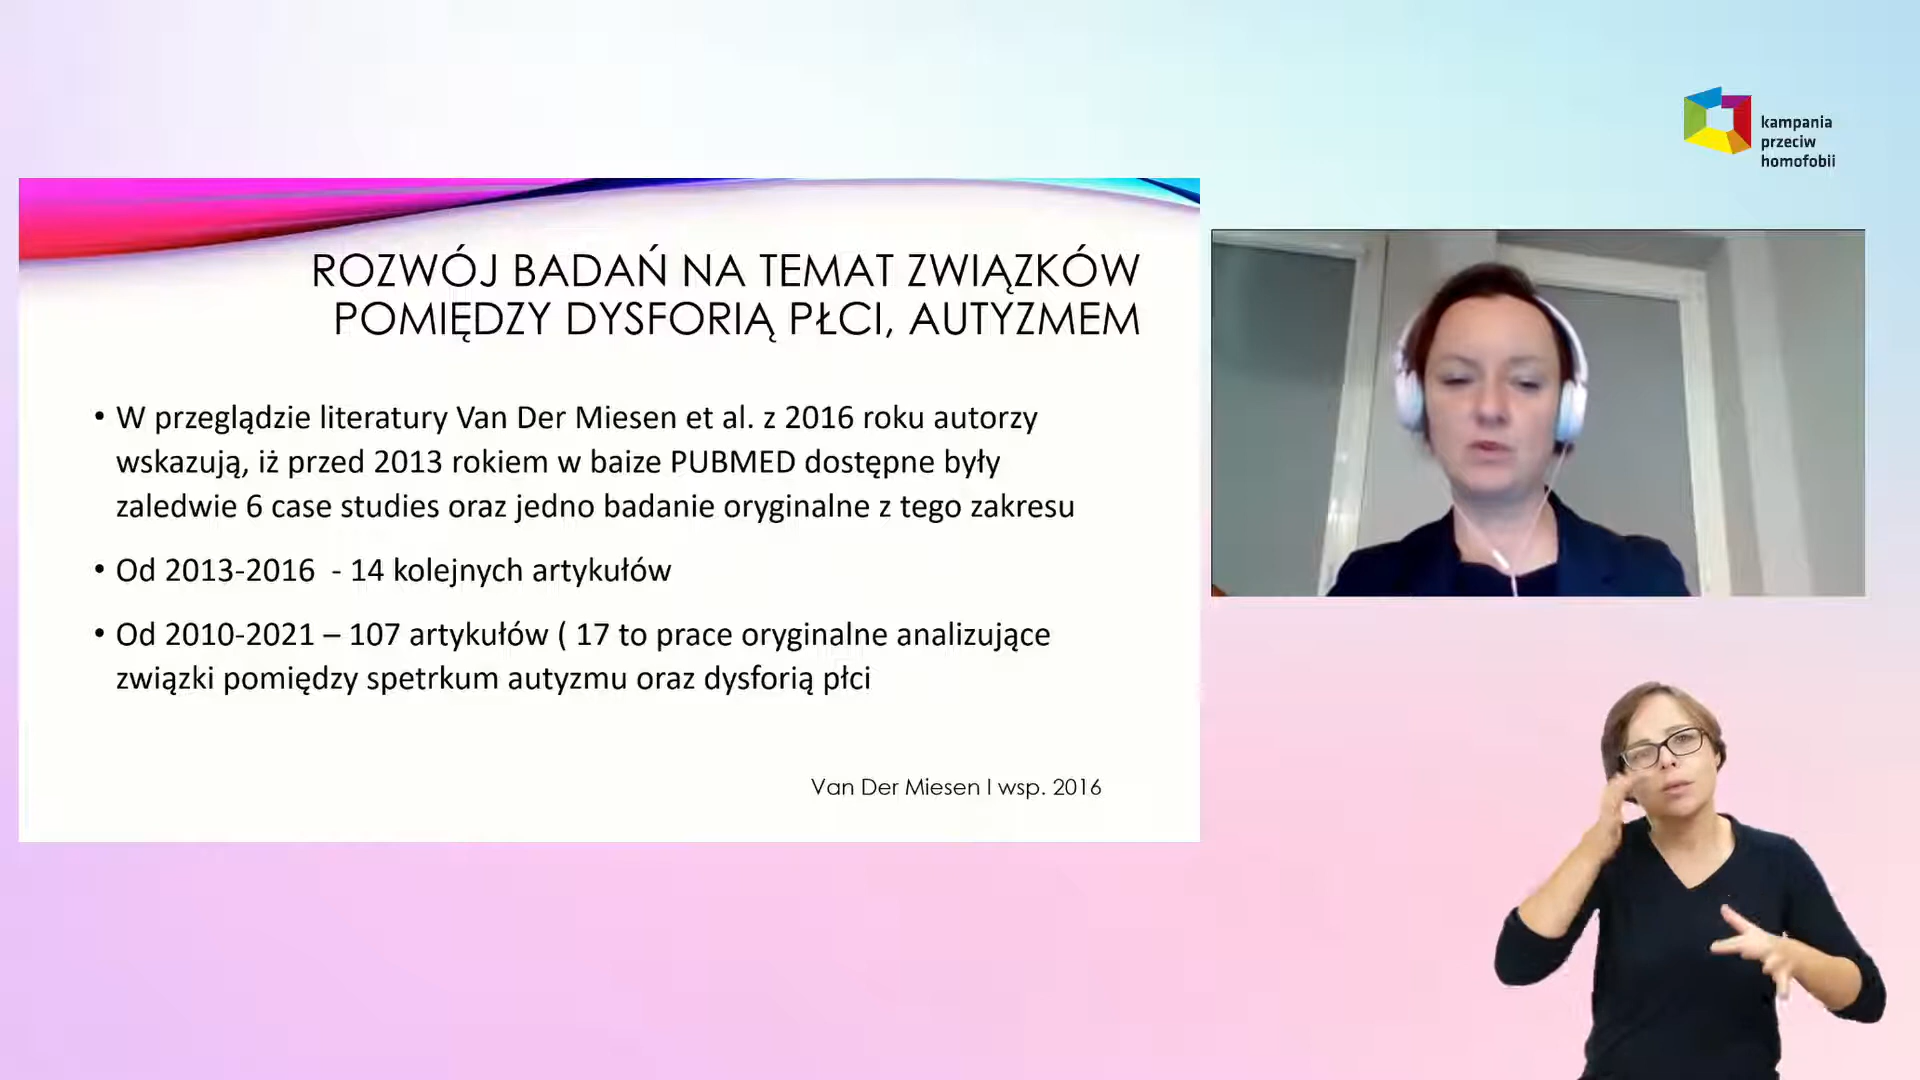 kampania
przeciw
homofobii
ROZWÓJ BADAŃ NA TEMAT ZWIĄZKÓW
POMIĘDZY DYSFORIĄ PŁCI, AUTYZMEM
• W przeglądzie literatury Van Der Miesen et al. z 2016 roku autorzy
wskazują, iż przed 2013 rokiem w baize PUBMED dostępne były
zaledwie 6 case studies oraz jedno badanie oryginalne z tego zakresu
• Od 2013-2016 - 14 kolejnych artykułów
• Od 2010-2021 – 107 artykułów ( 17 to prace oryginalne analizujące
związki pomiędzy spetrkum autyzmu oraz dysforią płci
Van Der Miesen I wsp. 2016